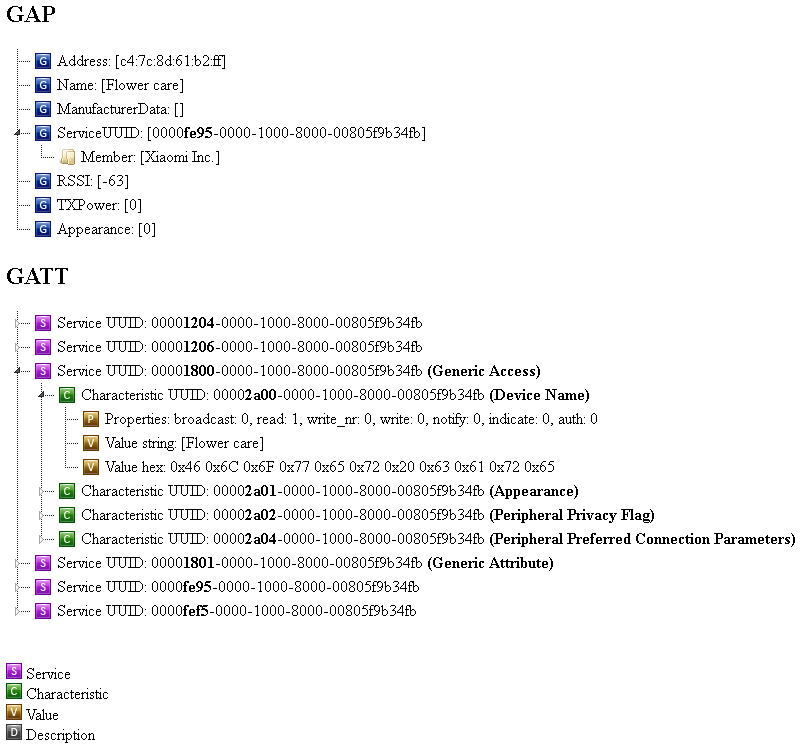 GAP
G Address: [c4:7c:8d:61:b2:ff]
G Name: [Flower care]
G ManufacturerData: []
G ServiceUUID: [0000fe95-0000-1000-8000-00805f9b34fb]
Member: [Xiaomi Inc.]
G RSSI: [-63]
G TXPower: [0]
G Appearance: [0]
GATT
S Service UUID: 00001204-0000-1000-8000-00805f9b34fb
S Service UUID: 00001206-0000-1000-8000-00805f9b34fb
S Service UUID: 00001800-0000-1000-8000-00805f9b34fb (Generic Access)
C Characteristic UUID: 00002a00-0000-1000-8000-00805f9b34fb (Device Name)
P Properties: broadcast: 0, read: 1, write_nr: 0, write: 0, notify: 0, indicate: 0, auth: 0
V Value string: [Flower care]
V Value hex: 0x46 0x6C 0x6F 0x77 0x65 0x72 0x20 0x63 0x61 0x72 0x65
C Characteristic UUID: 00002a01-0000-1000-8000-00805f9b34fb (Appearance)
C Characteristic UUID: 00002a02-0000-1000-8000-00805f9b34fb (Peripheral Privacy Flag)
C Characteristic UUID: 00002a04-0000-1000-8000-00805f9b34fb (Peripheral Preferred Connection Parameters)
S Service UUID: 00001801-0000-1000-8000-00805f9b34fb (Generic Attribute)
S Service UUID: 0000fe95-0000-1000-8000-00805f9b34fb
S Service UUID: 0000fef5-0000-1000-8000-00805f9b34fb
S Service
C Characteristic
V Value
D Description